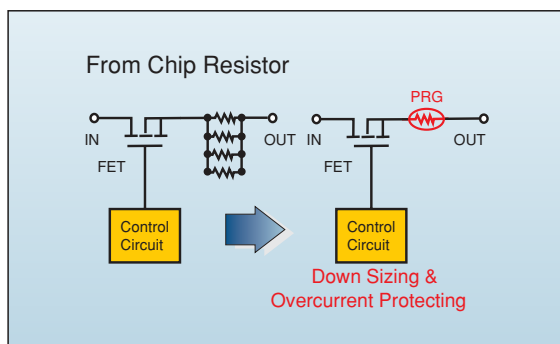 From Chip Resistor
IN
FET
OUT
Control
Circuit
PRG
IN
FET
OUT
Control
Circuit
Down Sizing &
Overcurrent Protecting